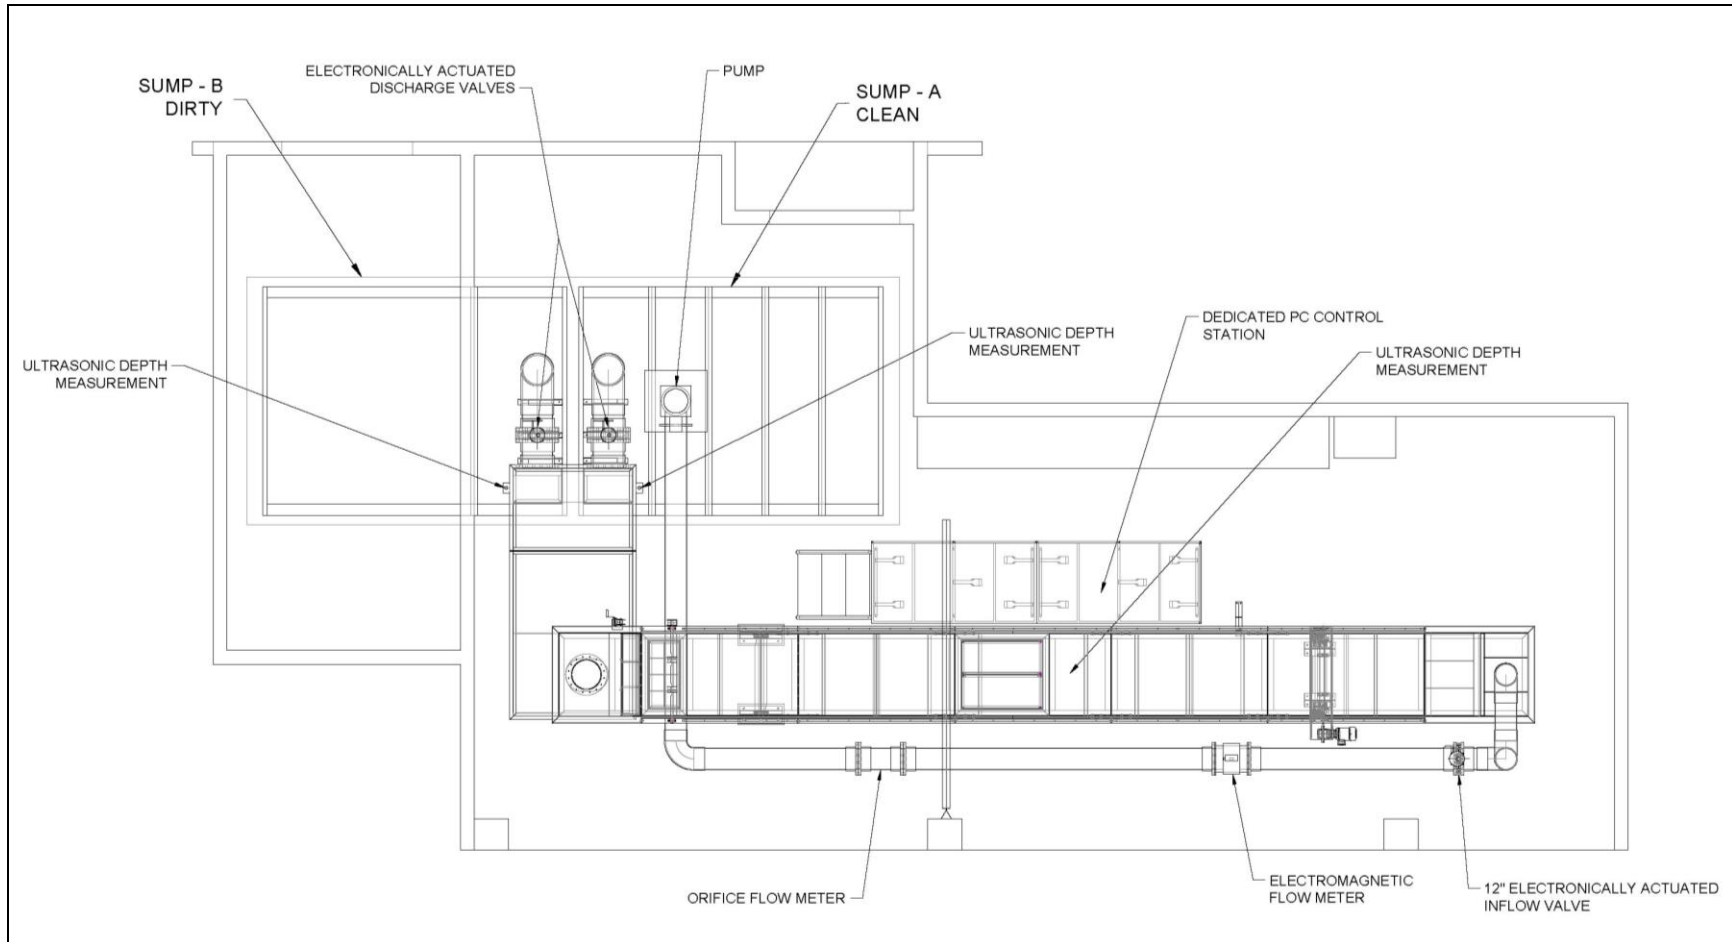 SUMP - B
DIRTY
ELECTRONICALLY ACTUATED
DISCHARGE VALVES
PUMP
SUMP - A
CLEAN
ULTRASONIC DEPTH
MEASUREMENT
ULTRASONIC DEPTH
MEASUREMENT
DEDICATED PC CONTROL
STATION
ULTRASONIC DEPTH
MEASUREMENT
ORIFICE FLOW METER
ELECTROMAGNETIC
FLOW METER
12" ELECTRONICALLY ACTUATED
INFLOW VALVE